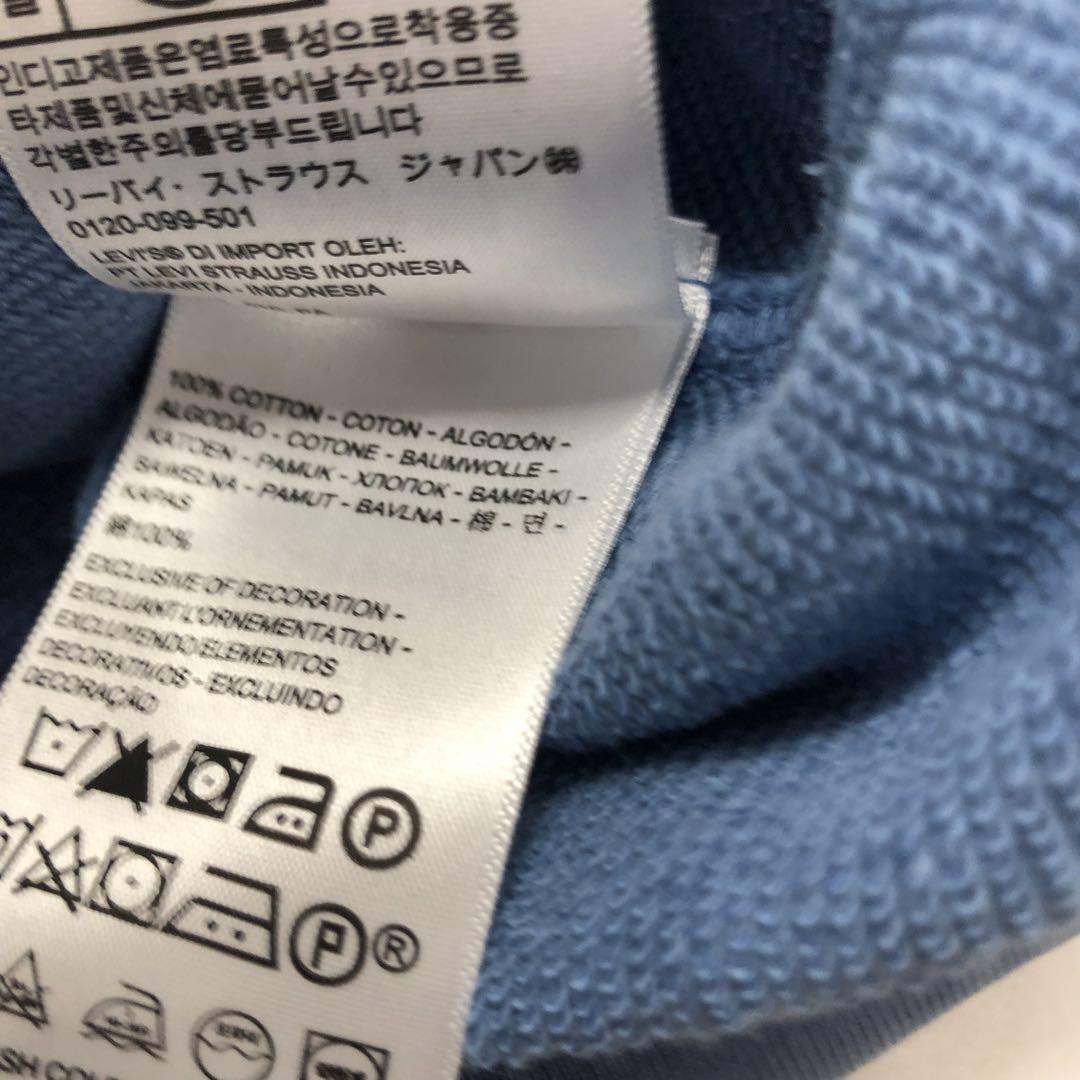 인디고제품은염료특성으로착용중
타제품및신체에묻어날수있으므로
각별한주의를당부드립니다
リーバイ・ストラウス ジャパン㈱
0120-099-501
LEVI'S® DI IMPORT OLEH:
PT LEVI STRAUSS INDONESIA
JAKARTA - INDONESIA
100% COTTON - COTON - ALGODÓN -
ALGODÃO - COTONE - BAUMWOLLE -
KATOEN - PAMUK - ХЛОПОК - BAMBAKI -
BAWEŁNA - PAMUT - BAVLNA - 棉 - 면 -
KAPAS
綿100%
EXCLUSIVE OF DECORATION -
EXCLUANT L'ORNEMENTATION -
EXCLUYENDO ELEMENTOS
DECORATIVOS - EXCLUINDO
DECORAÇÃO
P
P ®